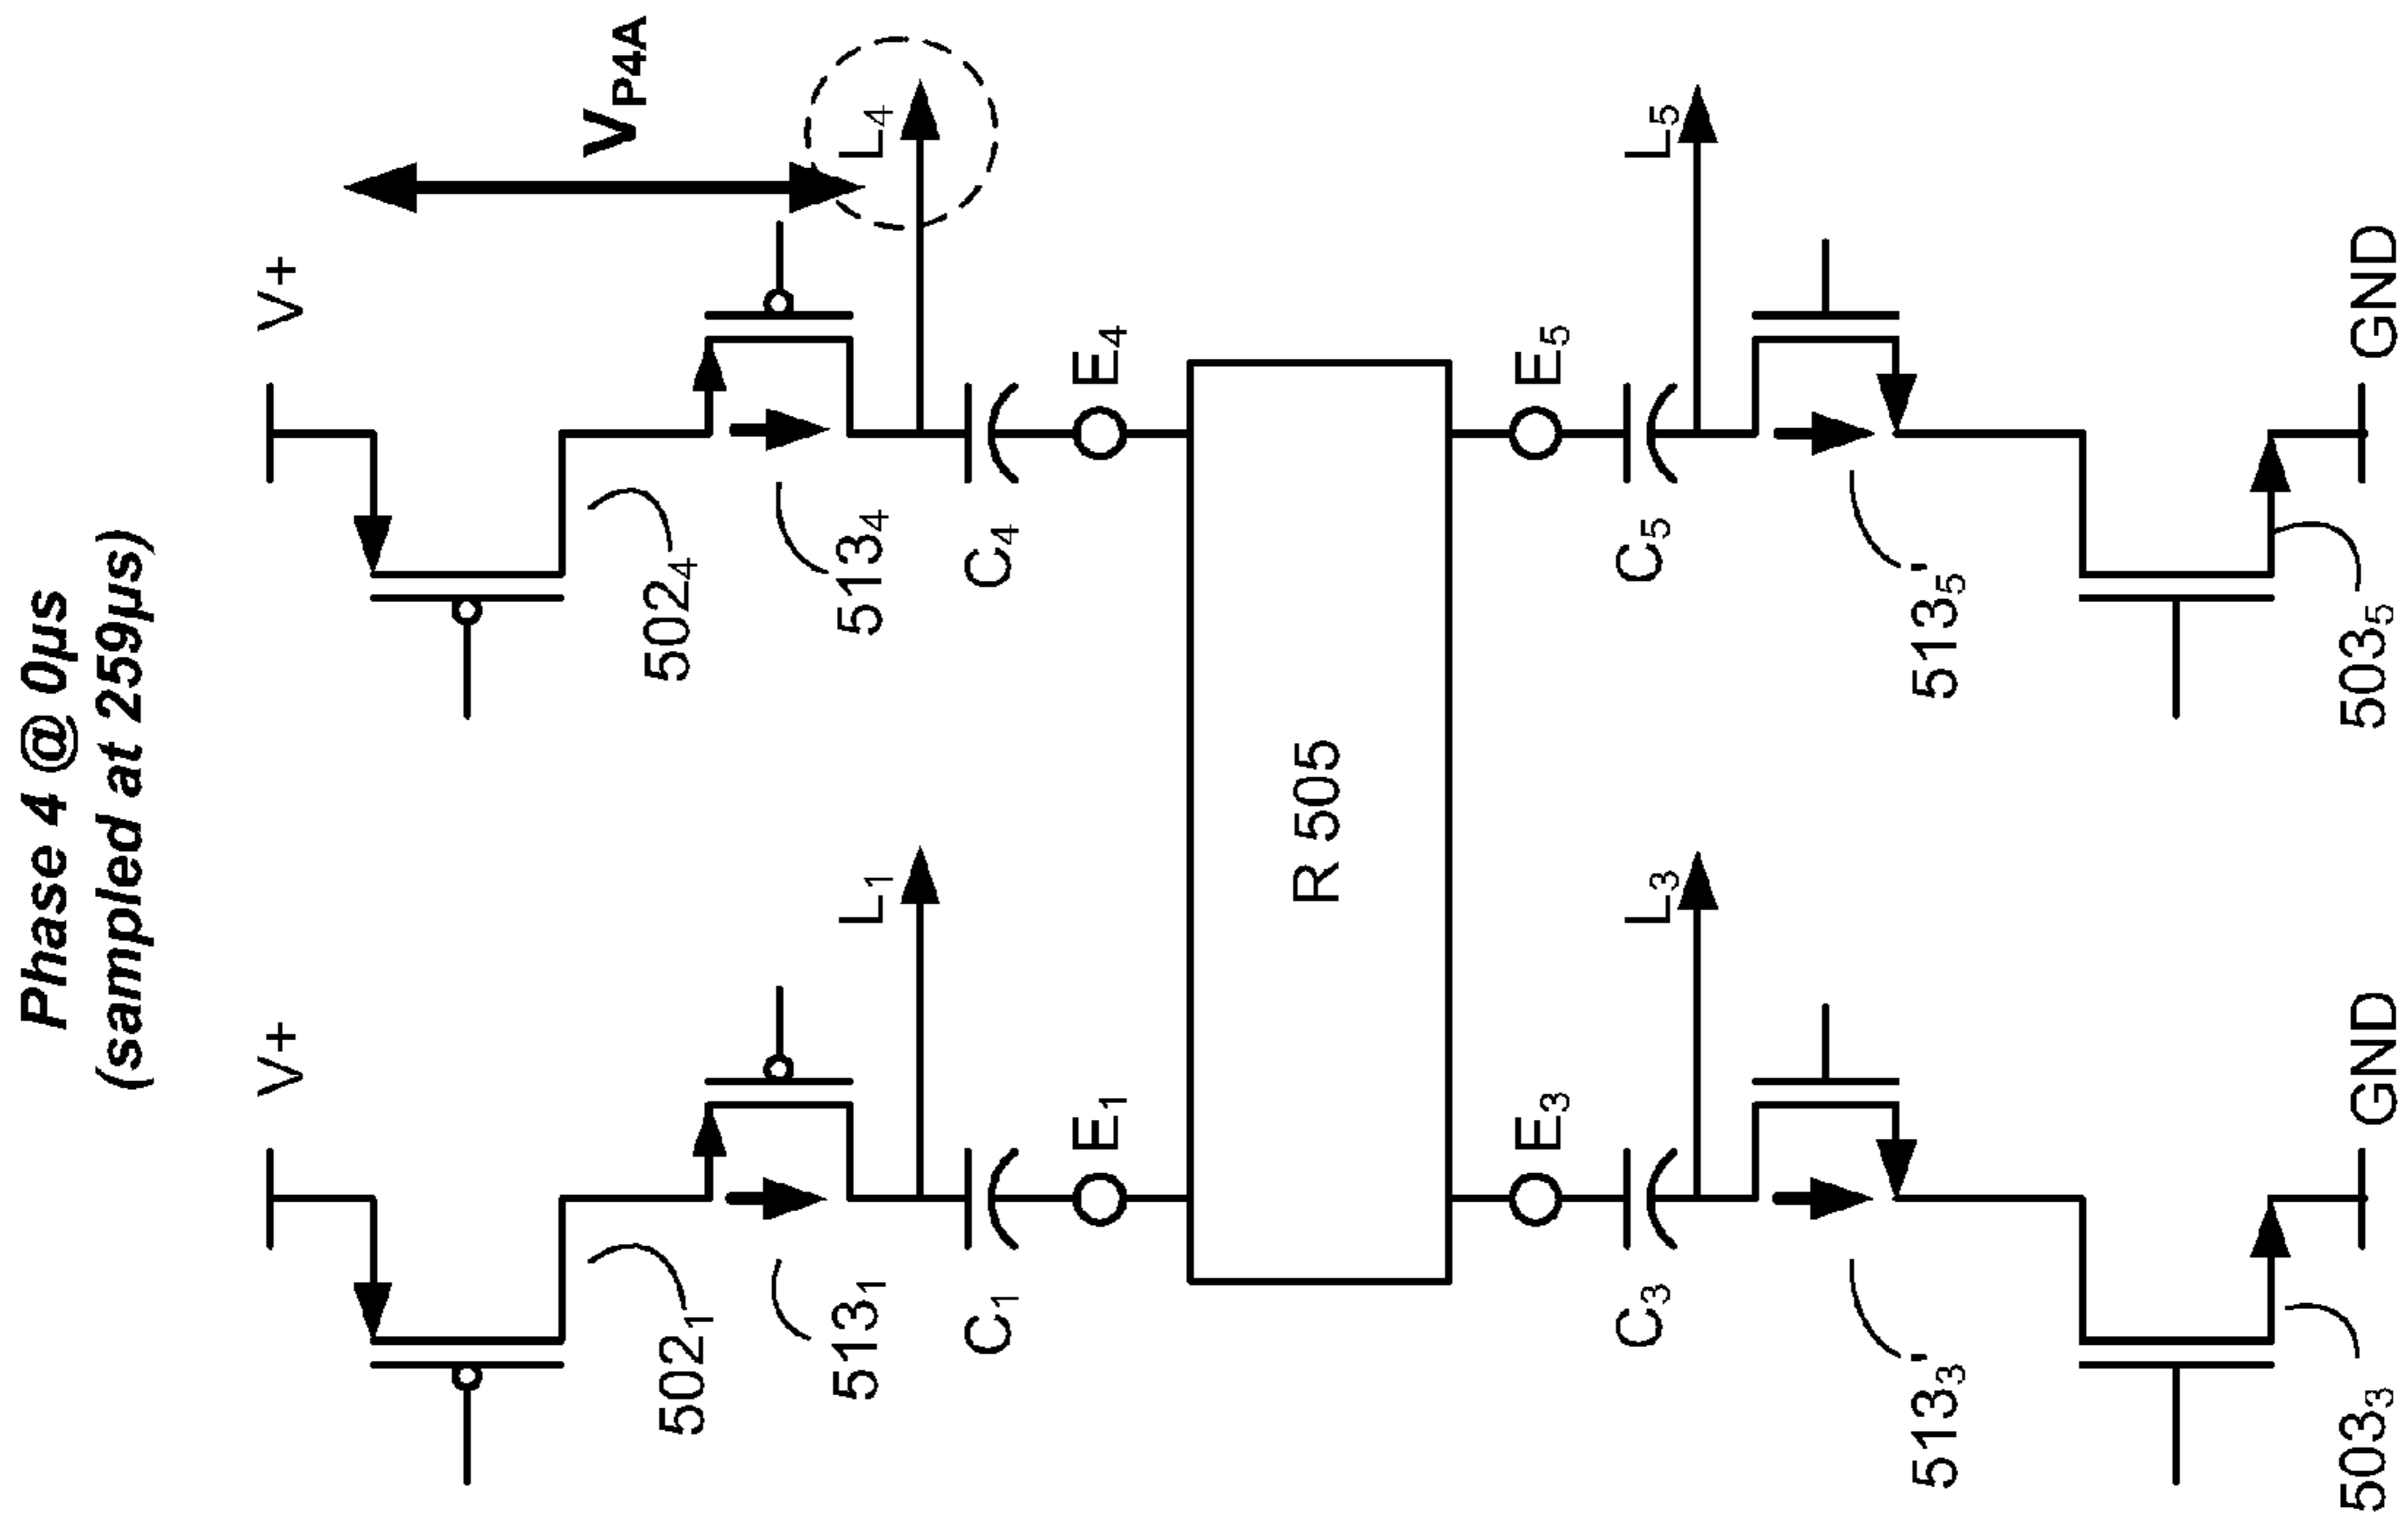 Phase 4 @ 0µs
(sampled at 259µs)
V+
V+
V_P4A
502₁
502₄
513₁
513₄
L₁
L₄
C₁
C₄
E₁
E₄
R 505
E₃
E₅
C₃
C₅
L₃
L₅
513₃'
513₅'
503₃
503₅
GND
GND